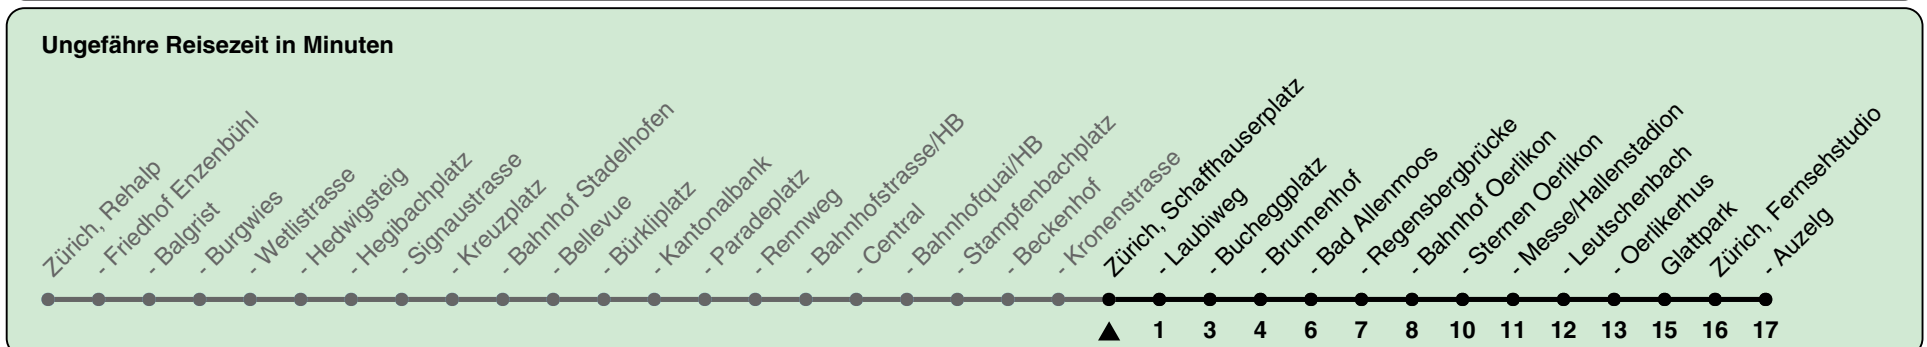 Ungefähre Reisezeit in Minuten
Zürich, Rehalp
- Friedhof Enzenbühl
- Balgrist
- Burgwies
- Wetlistrasse
- Hedwigsteig
- Hegibachplatz
- Signaustrasse
- Kreuzplatz
- Bahnhof Stadelhofen
- Bellevue
- Bürkliplatz
- Kantonalbank
- Paradeplatz
- Rennweg
- Bahnhofstrasse/HB
- Central
- Bahnhofquai/HB
- Stampfenbachplatz
- Beckenhof
- Kronenstrasse
Zürich, Schaffhauserplatz
- Laubiweg
- Bucheggplatz
- Brunnenhof
- Bad Allenmoos
- Regensbergbrücke
- Bahnhof Oerlikon
- Sternen Oerlikon
- Messe/Hallenstadion
- Leutschenbach
- Oerlikerhus
Glattpark
Zürich, Fernsehstudio
- Auzelg
1 3 4 6 7 8 10 11 12 13 15 16 17